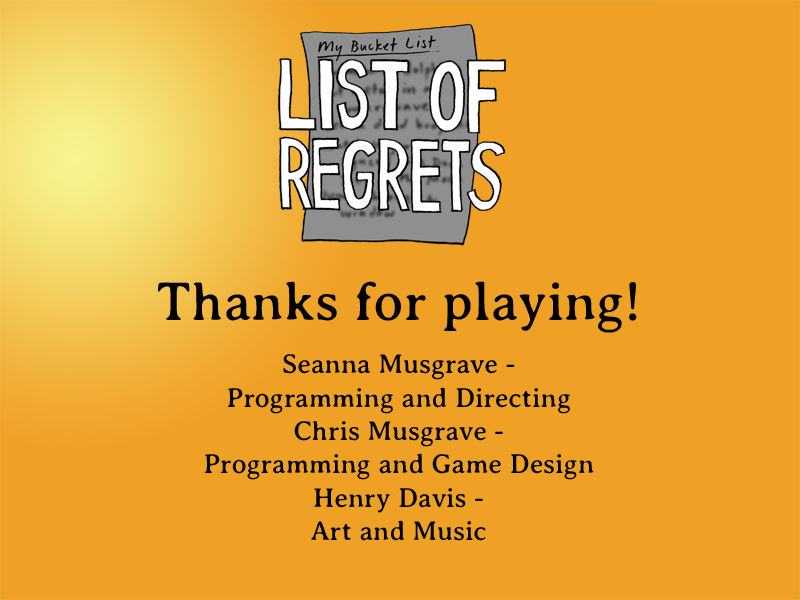 My Bucket List
LIST OF
REGRETS
Thanks for playing!
Seanna Musgrave -
Programming and Directing
Chris Musgrave -
Programming and Game Design
Henry Davis -
Art and Music